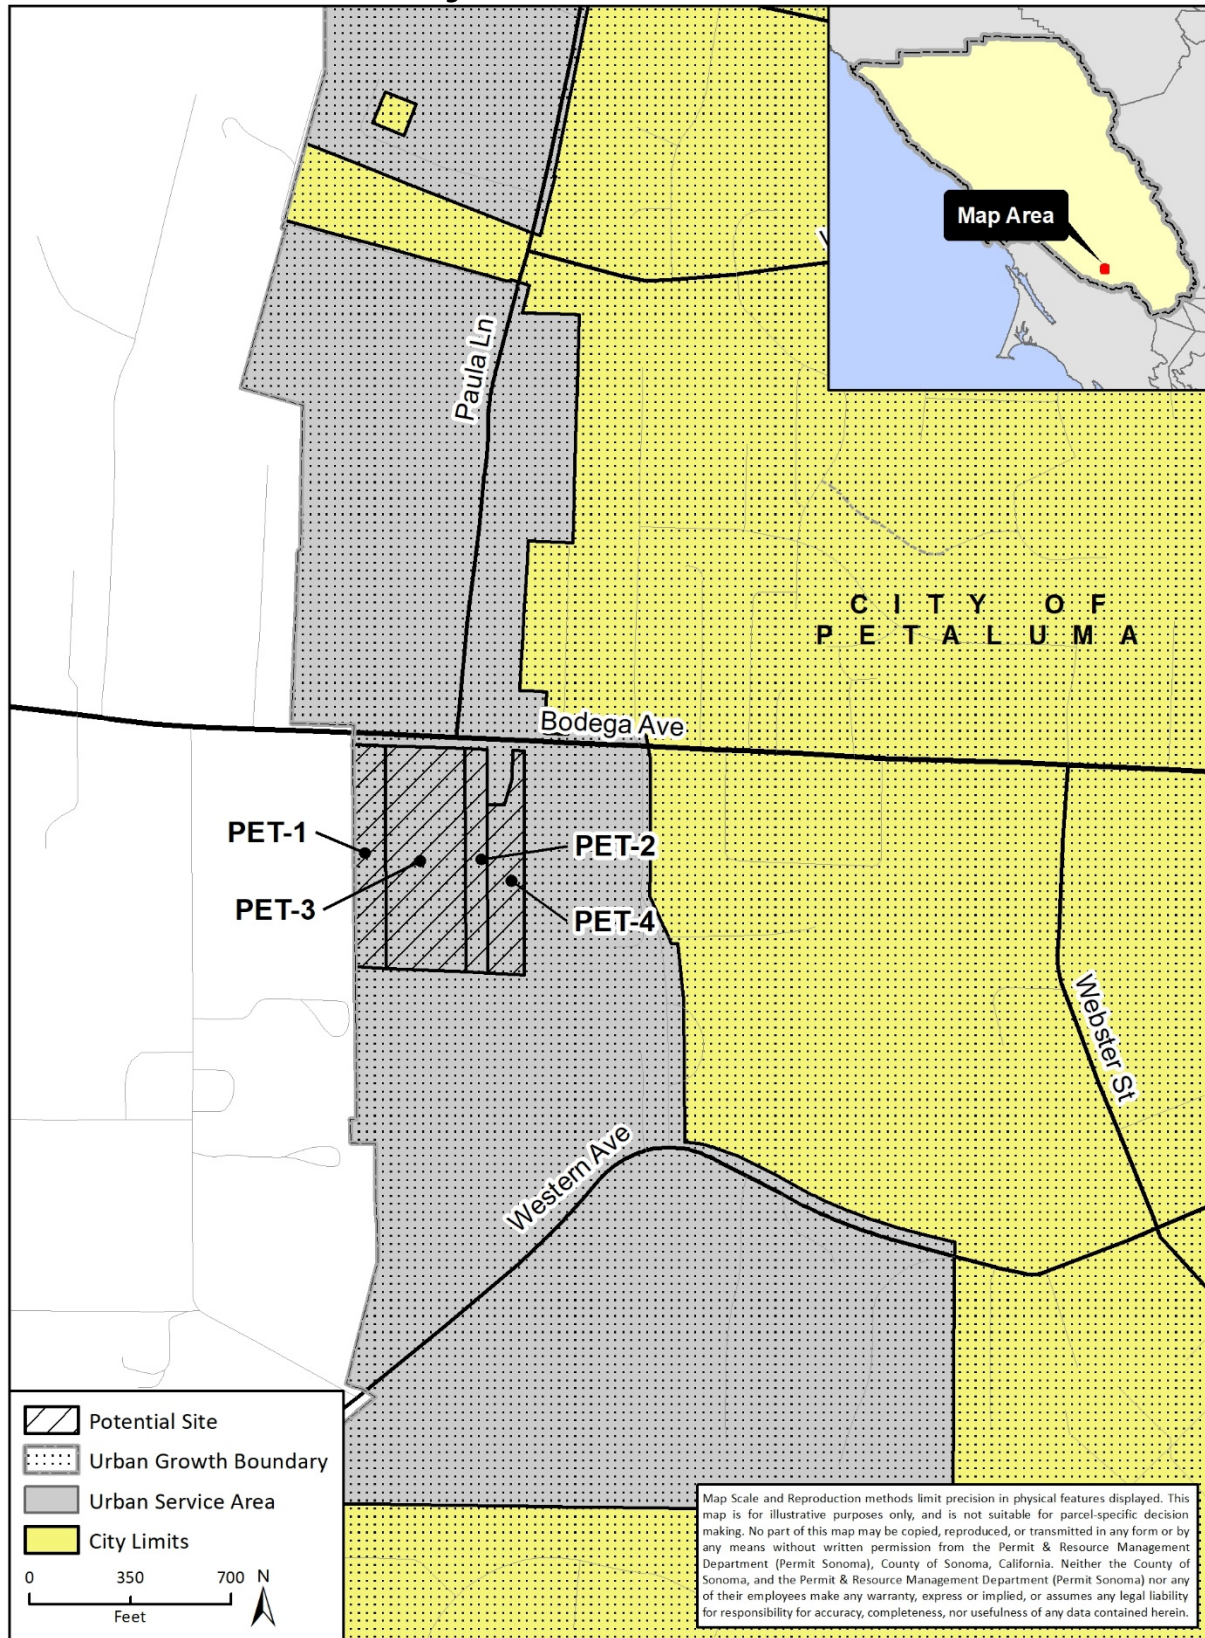 Map Area
Paula Ln
CITY OF
PETALUMA
Bodega Ave
PET-1
PET-2
PET-3
PET-4
Webster St
Western Ave
Potential Site
Urban Growth Boundary
Urban Service Area
City Limits
0 350 700 N
Feet
Map Scale and Reproduction methods limit precision in physical features displayed. This
map is for illustrative purposes only, and is not suitable for parcel-specific decision
making. No part of this map may be copied, reproduced, or transmitted in any form or by
any means without written permission from the Permit & Resource Management
Department (Permit Sonoma), County of Sonoma, California. Neither the County of
Sonoma, and the Permit & Resource Management Department (Permit Sonoma) nor any
of their employees make any warranty, express or implied, or assumes any legal liability
for responsibility for accuracy, completeness, nor usefulness of any data contained herein.